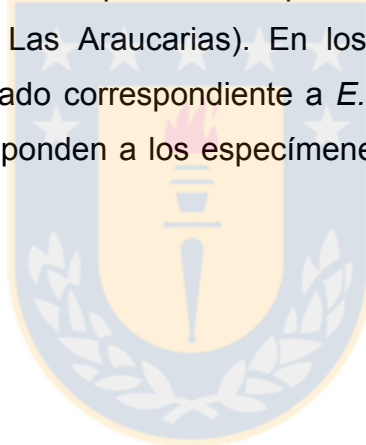 Las Araucarias). En los
ado correspondiente a E.
ponden a los especímene